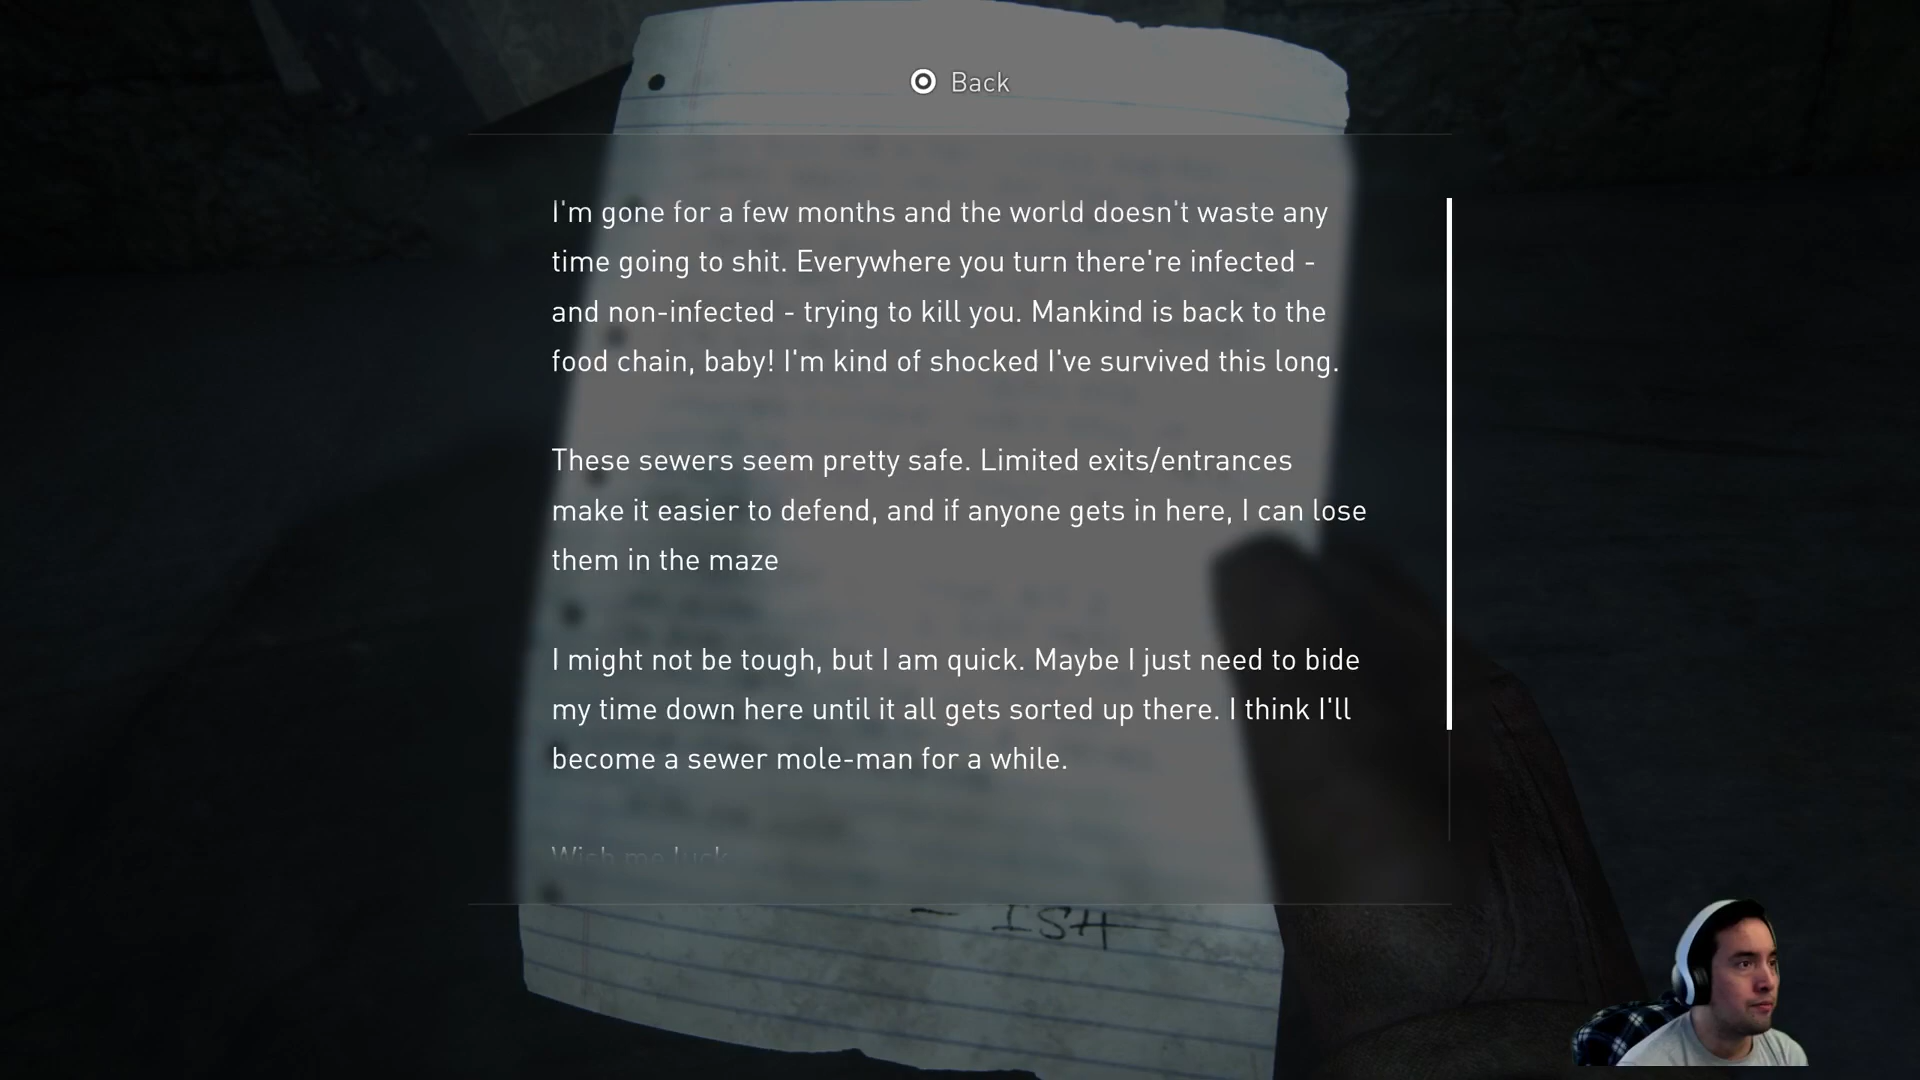 Back
I'm gone for a few months and the world doesn't waste any
time going to shit. Everywhere you turn there're infected -
and non-infected - trying to kill you. Mankind is back to the
food chain, baby! I'm kind of shocked I've survived this long.
These sewers seem pretty safe. Limited exits/entrances
make it easier to defend, and if anyone gets in here, I can lose
them in the maze
I might not be tough, but I am quick. Maybe I just need to bide
my time down here until it all gets sorted up there. I think I'll
become a sewer mole-man for a while.
Wish me luck
- ISH